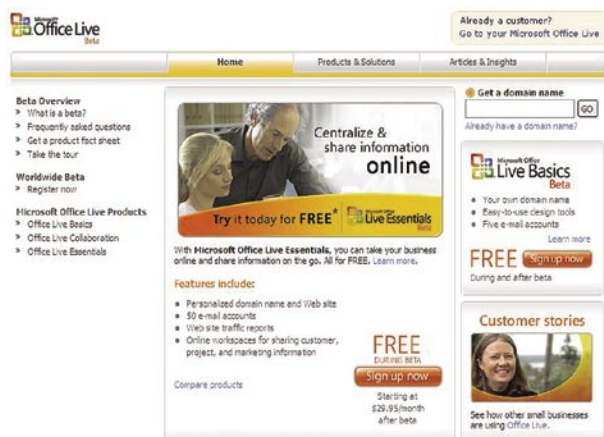 Microsoft
Office Live
Beta
Already a customer?
Go to your Microsoft Office Live
Home
Products & Solutions
Articles & Insights
Beta Overview
What is a beta?
Frequently asked questions
Get a product fact sheet
Take the tour
Worldwide Beta
Register now
Microsoft Office Live Products
Office Live Basics
Office Live Collaboration
Office Live Essentials
Centralize &
share information
online
Try it today for FREE*
Microsoft Office
Live Essentials
Beta
With Microsoft Office Live Essentials, you can take your business
online and share information on the go. All for FREE. Learn more.
Features include:
Personalized domain name and Web site
50 e-mail accounts
Web site traffic reports
Online workspaces for sharing customer,
project, and marketing information
Compare products
FREE
DURING BETA
Sign up now
Starting at
$29.95/month
after beta
Get a domain name
GO
Already have a domain name?
Microsoft Office
Live Basics
Beta
Your own domain name
Easy-to-use design tools
Five e-mail accounts
Learn more
FREE Sign up now
During and after beta
Customer stories
See how other small businesses
are using Office Live.